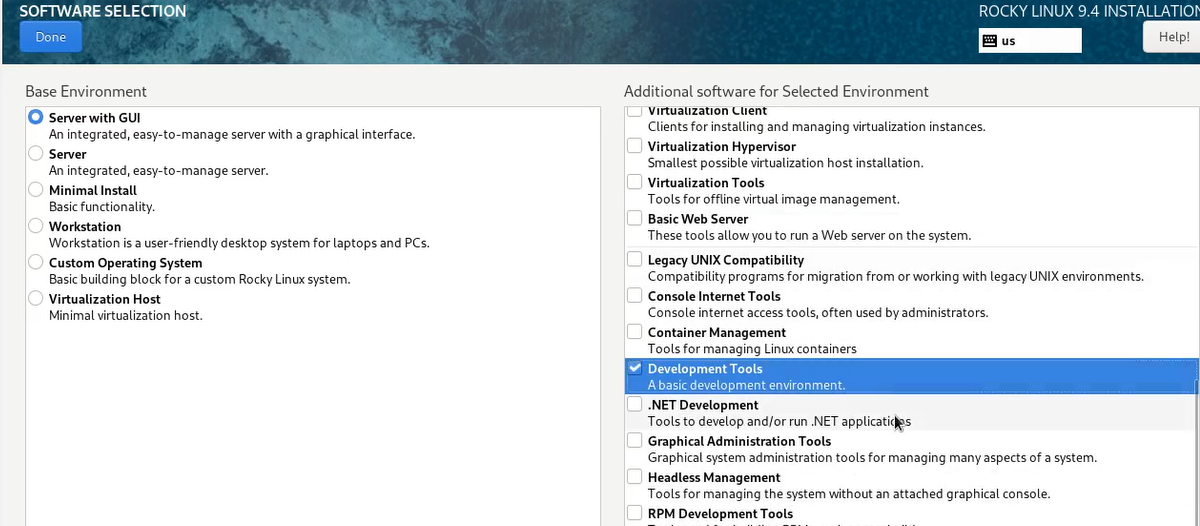 SOFTWARE SELECTION
ROCKY LINUX 9.4 INSTALLATION
Done
us
Help!
Base Environment
Server with GUI
An integrated, easy-to-manage server with a graphical interface.
Server
An integrated, easy-to-manage server.
Minimal Install
Basic functionality.
Workstation
Workstation is a user-friendly desktop system for laptops and PCs.
Custom Operating System
Basic building block for a custom Rocky Linux system.
Virtualization Host
Minimal virtualization host.
Additional software for Selected Environment
Virtualization Client
Clients for installing and managing virtualization instances.
Virtualization Hypervisor
Smallest possible virtualization host installation.
Virtualization Tools
Tools for offline virtual image management.
Basic Web Server
These tools allow you to run a Web server on the system.
Legacy UNIX Compatibility
Compatibility programs for migration from or working with legacy UNIX environments.
Console Internet Tools
Console internet access tools, often used by administrators.
Container Management
Tools for managing Linux containers
Development Tools
A basic development environment.
.NET Development
Tools to develop and/or run .NET applications
Graphical Administration Tools
Graphical system administration tools for managing many aspects of a system.
Headless Management
Tools for managing the system without an attached graphical console.
RPM Development Tools